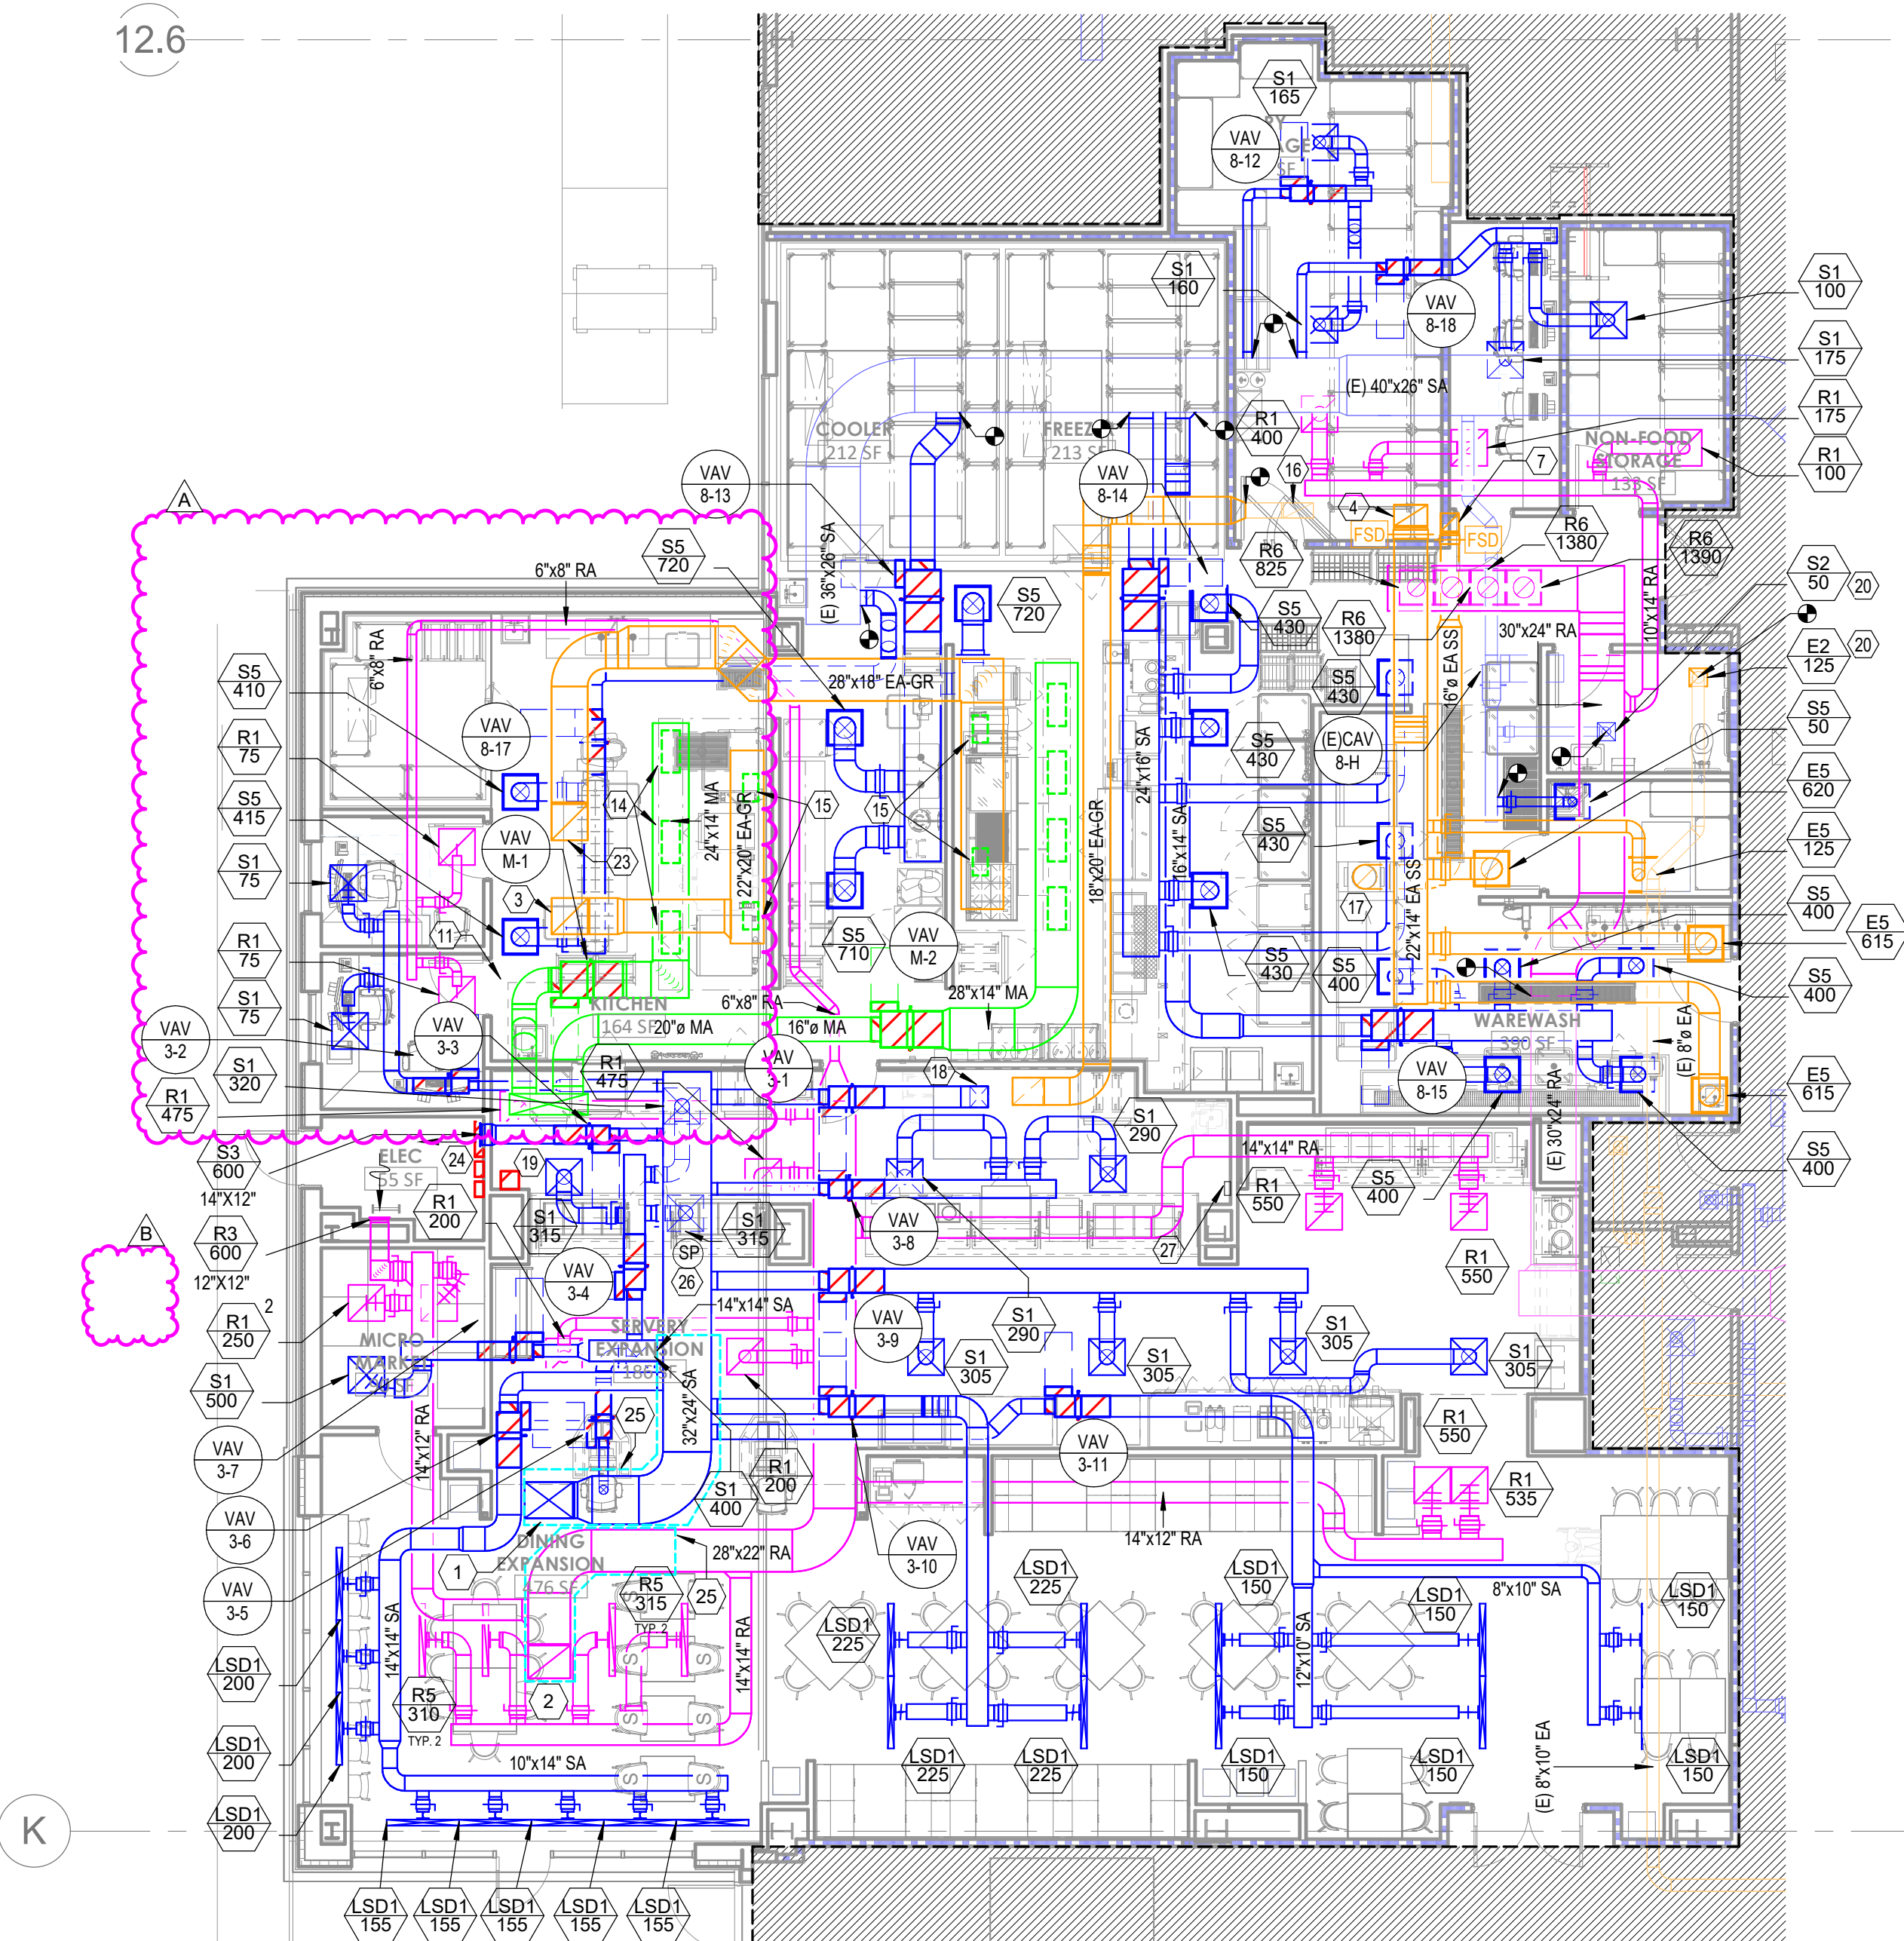 12.6
S1
165
VAV
8-12
S1
160
VAV
8-18
S1
100
S1
175
(E) 40"x26" SA
R1
175
R1
100
COOLER
212 SF
213 SF
R1
400
NON-FOOD
STORAGE
133 SF
VAV
8-13
VAV
8-14
16
7
4
FSD
FSD
A
S5
720
6"x8" RA
(E) 36"x26" SA
S5
720
R6
825
R6
1380
R6
1390
S2
50
20
10"x14" RA
S5
430
R6
1380
30"x24" RA
E2
125
20
6"x8" RA
S5
410
28"x18" EA-GR
S5
430
16"ø EA SS
S5
50
VAV
8-17
R1
75
S5
430
(E)CAV
8-H
E5
620
S5
415
14
15
15
24"x14" MA
22"x20" EA-GR
24"x16" SA
18"x20" EA-GR
16"x14" SA
S5
430
E5
125
VAV
M-1
23
S1
75
3
17
S5
400
22"x14" EA SS
11
S5
710
VAV
M-2
S5
430
S5
400
E5
615
R1
75
S5
400
S1
75
KITCHEN
164 SF
20"ø MA
6"x8" RA
16"ø MA
28"x14" MA
WAREWASH
390 SF
(E) 8"ø EA
VAV
3-2
VAV
3-3
S1
320
R1
475
VAV
3-1
18
VAV
8-15
E5
615
R1
475
(E) 30"x24" RA
S1
290
S3
600
14"X12"
24
19
ELEC
55 SF
14"x14" RA
S5
400
S5
400
R1
200
S1
315
S1
315
R1
550
B
R3
600
12"X12"
VAV
3-8
27
SP
26
VAV
3-4
R1
550
R1
250
2
14"x14" SA
SERVERY
EXPANSION
186 SF
VAV
3-9
S1
290
S1
305
S1
305
S1
305
S1
305
MICRO
MARKET
S1
500
32"x24" SA
25
VAV
3-7
14"x12" RA
R1
550
VAV
3-11
R1
200
S1
400
R1
535
VAV
3-6
DINING
EXPANSION
476 SF
28"x22" RA
14"x12" RA
1
VAV
3-10
VAV
3-5
R5
315
TYP. 2
25
LSD1
225
LSD1
150
8"x10" SA
LSD1
150
LSD1
150
LSD1
225
14"x14" SA
14"x14" RA
12"x10" SA
LSD1
200
R5
310
TYP. 2
2
S
S
S
S
S
S
LSD1
200
10"x14" SA
LSD1
225
LSD1
225
LSD1
150
LSD1
150
(E) 8"x10" EA
LSD1
150
LSD1
200
K
LSD1
155
LSD1
155
LSD1
155
LSD1
155
LSD1
155